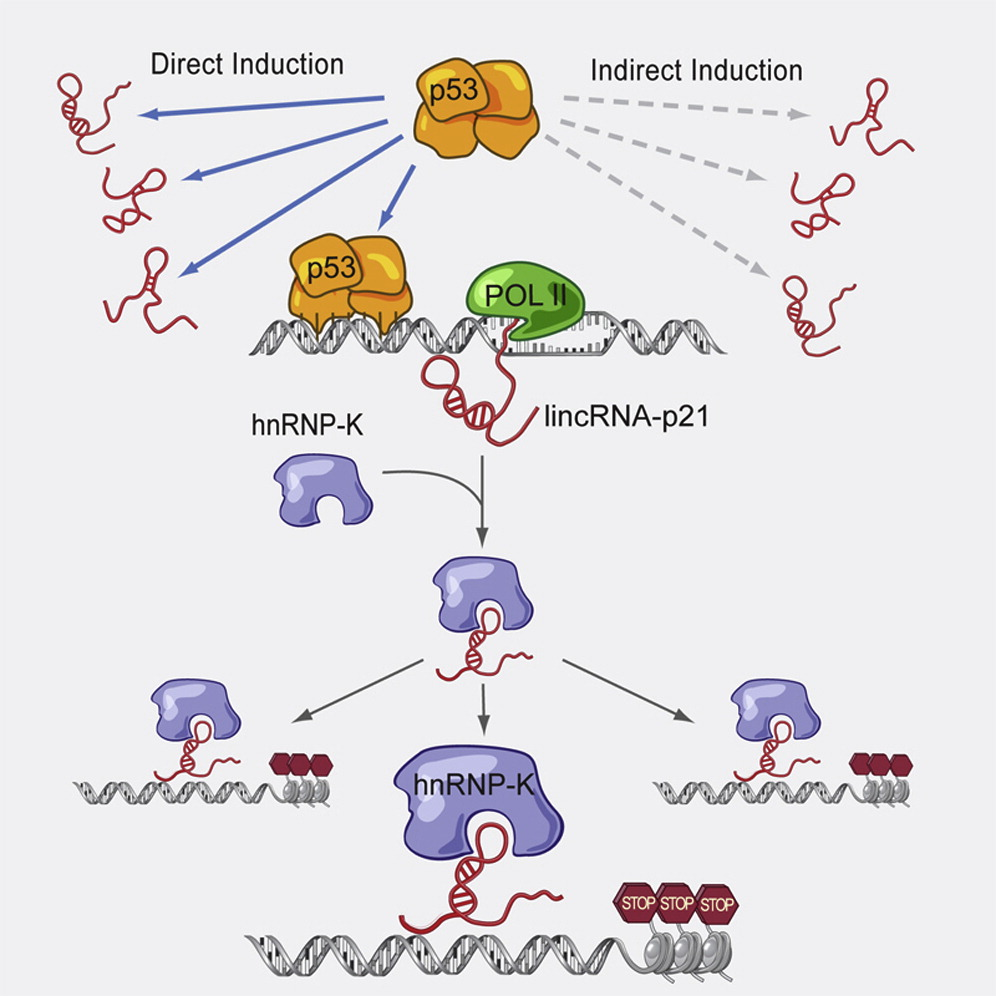 Direct Induction
p53
Indirect Induction
p53
POL II
lincRNA-p21
hnRNP-K
hnRNP-K
STOP STOP STOP